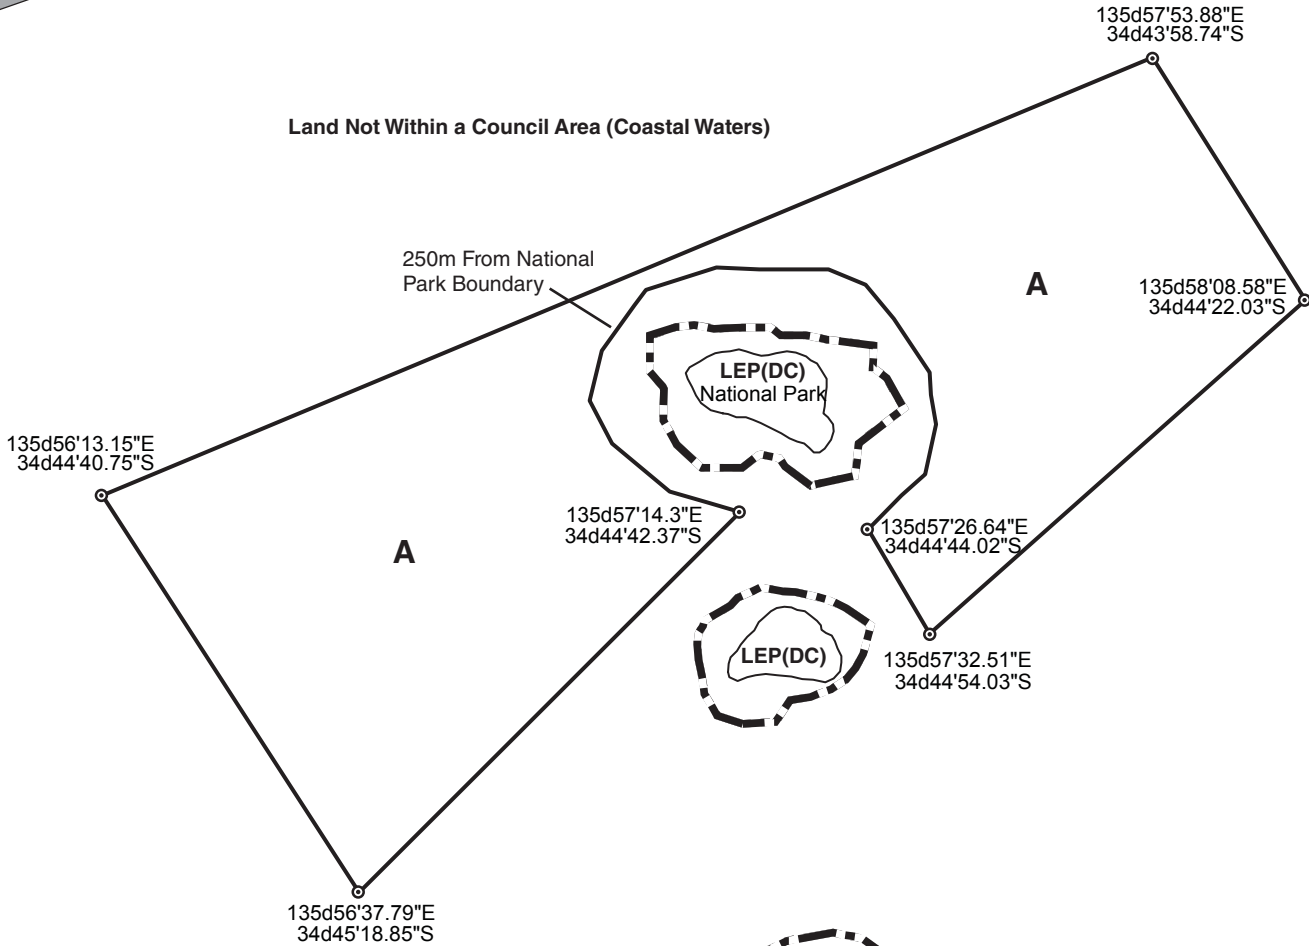 135d57'53.88"E
34d43'58.74"S
Land Not Within a Council Area (Coastal Waters)
250m From National
Park Boundary
A
135d58'08.58"E
34d44'22.03"S
LEP(DC)
National Park
135d56'13.15"E
34d44'40.75"S
135d57'14.3"E
34d44'42.37"S
135d57'26.64"E
34d44'44.02"S
A
LEP(DC)
135d57'32.51"E
34d44'54.03"S
135d56'37.79"E
34d45'18.85"S